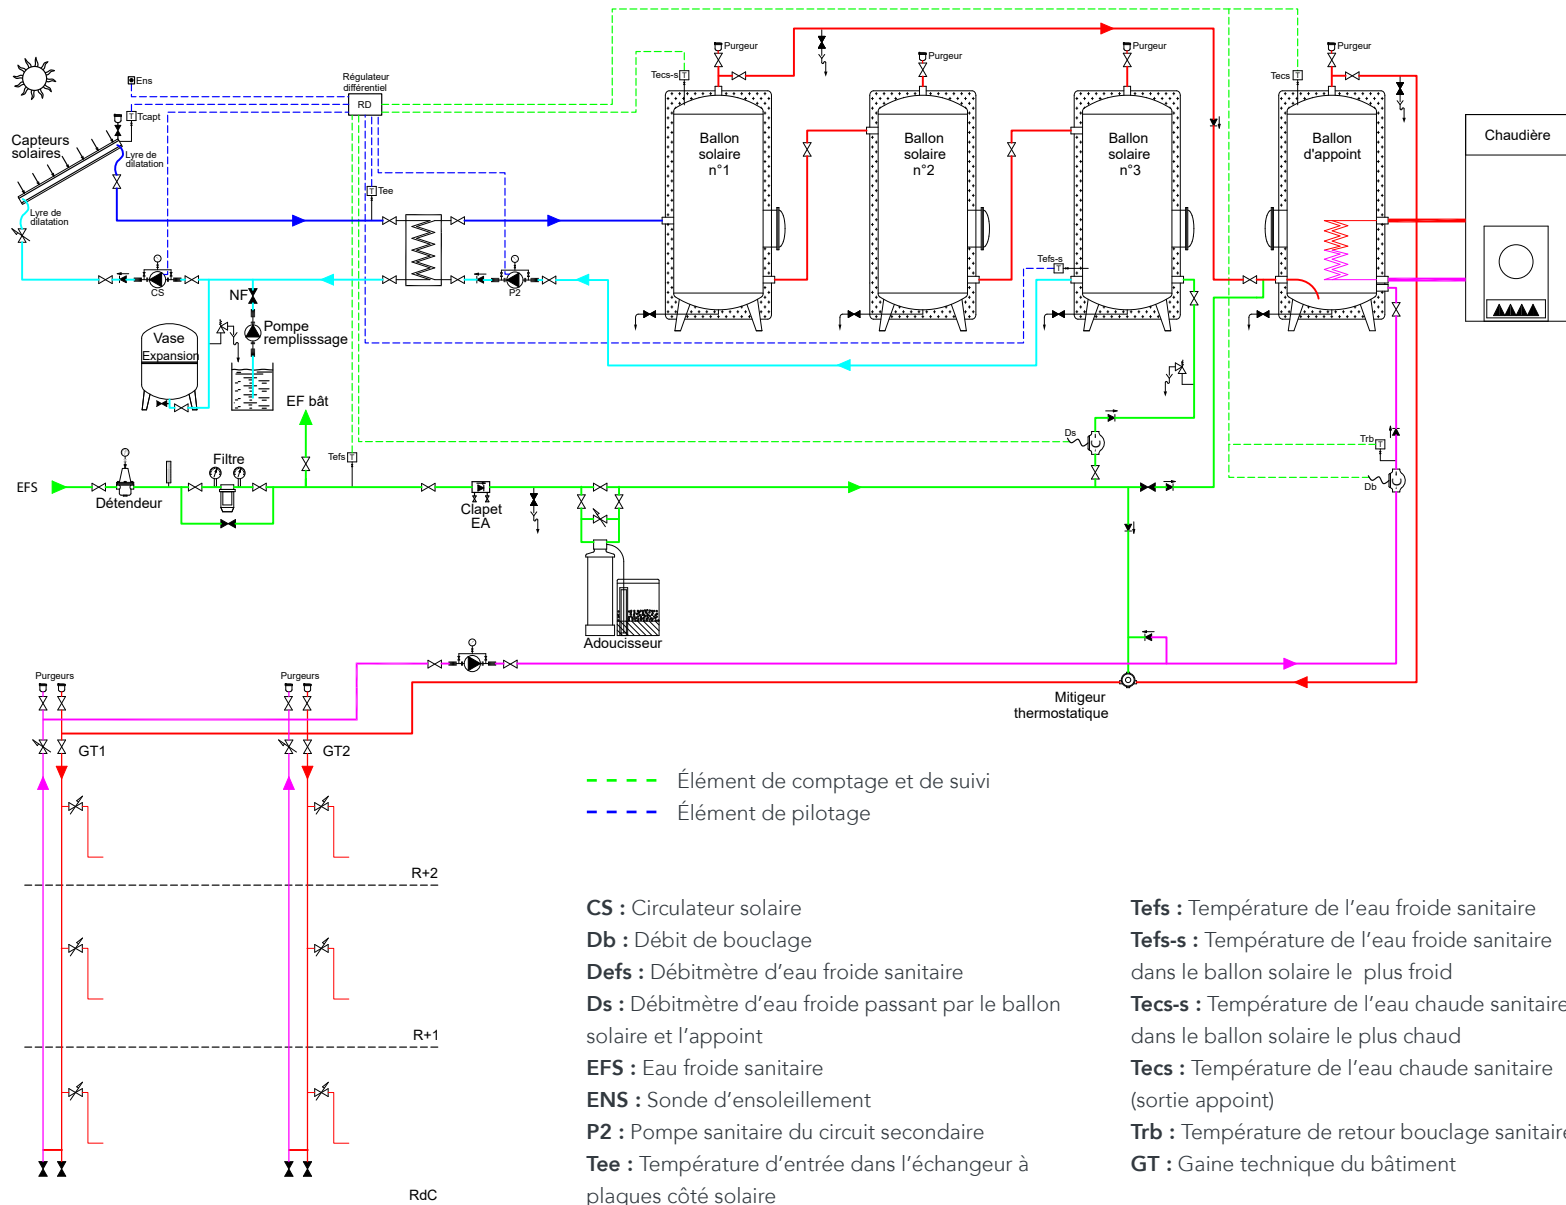 Ens
Régulateur
différentiel
RD
Tcapt
T
Capteurs
solaires
Lyre de
dilatation
Lyre de
dilatation
T Tee
Tecs-s T
Purgeur
Purgeur
Purgeur
Purgeur
Tecs T
Ballon
solaire
n°1
Ballon
solaire
n°2
Ballon
solaire
n°3
Ballon
d'appoint
Chaudière
Tefs-s T
CS
P2
NF
Pompe
remplisssage
Vase
Expansion
EF bât
Ds
Trb T
Db
EFS
Détendeur
Filtre
Tefs T
Clapet
EA
Adoucisseur
Mitigeur
thermostatique
Purgeurs
Purgeurs
GT1
GT2
R+2
R+1
RdC
Élément de comptage et de suivi
Élément de pilotage
CS : Circulateur solaire
Db : Débit de bouclage
Defs : Débitmètre d’eau froide sanitaire
Ds : Débitmètre d’eau froide passant par le ballon
solaire et l’appoint
EFS : Eau froide sanitaire
ENS : Sonde d’ensoleillement
P2 : Pompe sanitaire du circuit secondaire
Tee : Température d’entrée dans l’échangeur à
plaques côté solaire
Tefs : Température de l’eau froide sanitaire
Tefs-s : Température de l’eau froide sanitaire
dans le ballon solaire le plus froid
Tecs-s : Température de l’eau chaude sanitaire
dans le ballon solaire le plus chaud
Tecs : Température de l’eau chaude sanitaire
(sortie appoint)
Trb : Température de retour bouclage sanitaire
GT : Gaine technique du bâtiment